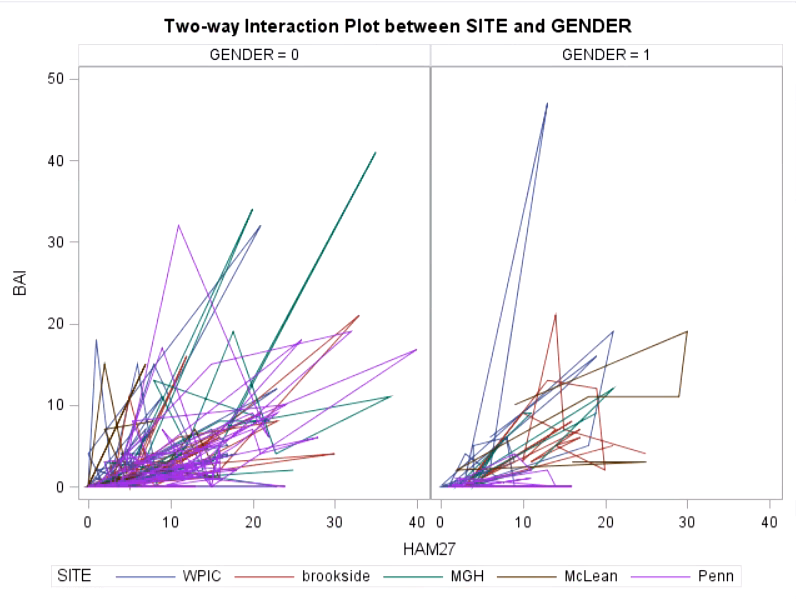 Two-way Interaction Plot between SITE and GENDER
GENDER = 0 GENDER = 1
50
40
30
20
10
0
BAI
0 10 20 30 40 0 10 20 30 40
HAM27
SITE WPIC brookside MGH McLean Penn